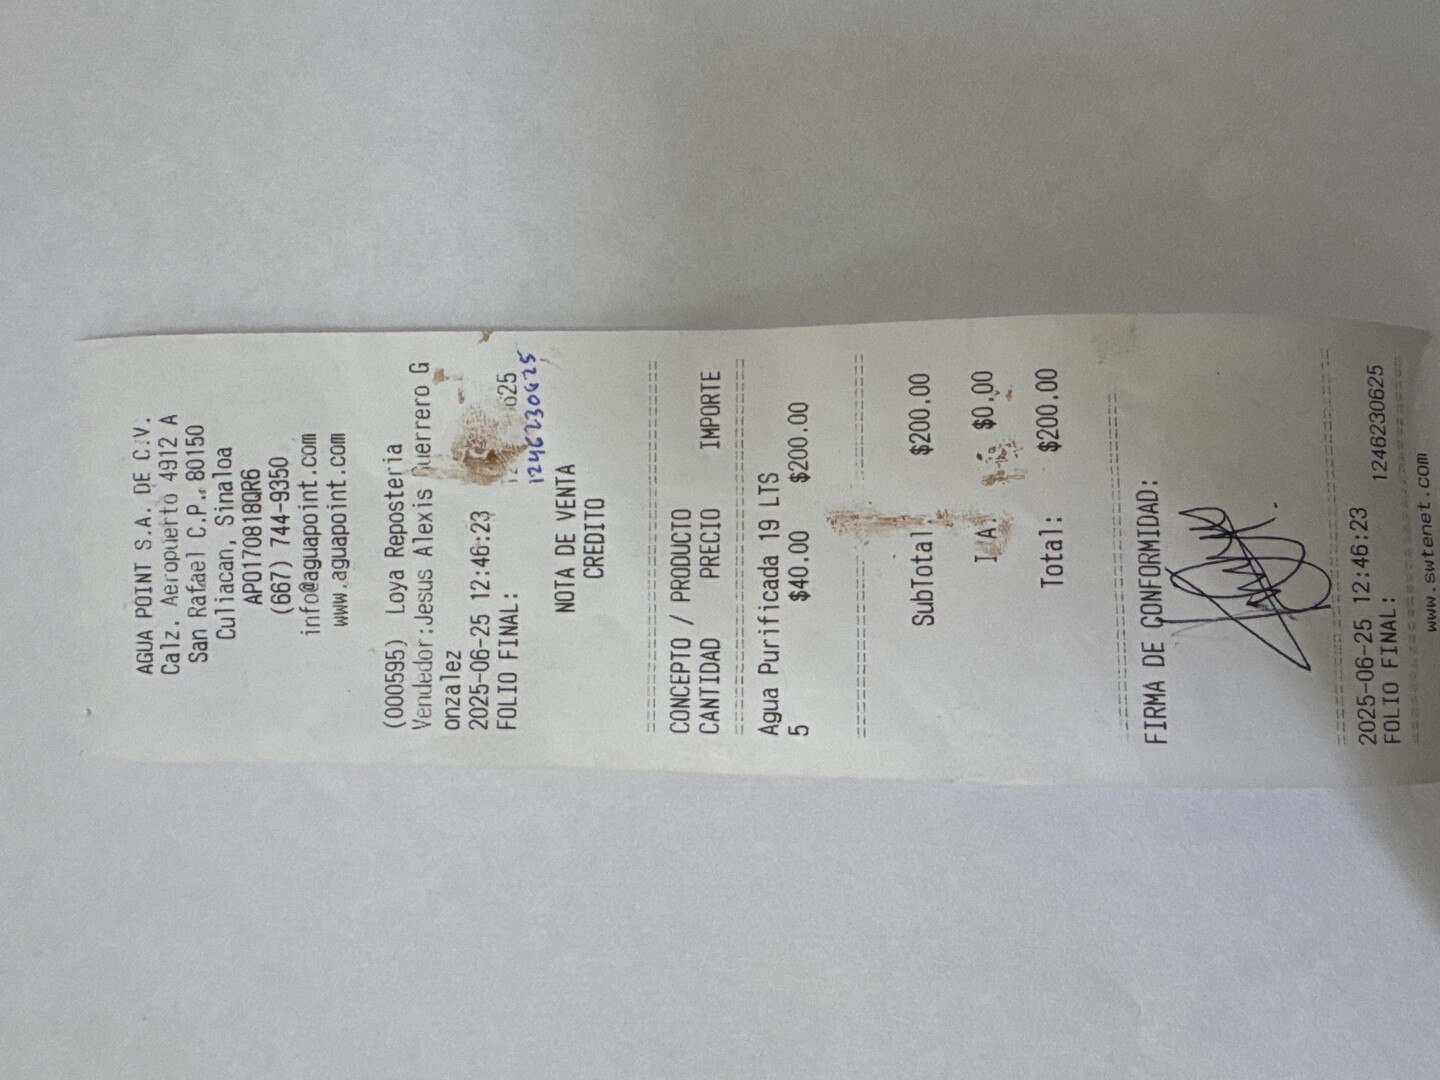 AGUA POINT S.A. DE C.V.
Calz. Aeropuerto 4912 A
San Rafael C.P. 80150
Culiacan, Sinaloa
APO170818QR6
(667) 744-9350
info@aguapoint.com
www.aguapoint.com
(000595) Loya Reposteria
Vendedor:Jesus Alexis Guerrero G
onzalez
2025-06-25 12:46:23
FOLIO FINAL: 625
1246230625
NOTA DE VENTA
CREDITO
CONCEPTO / PRODUCTO
CANTIDAD PRECIO IMPORTE
Agua Purificada 19 LTS
5 $40.00 $200.00
SubTotal: $200.00
$0.00
Total: $200.00
FIRMA DE CONFORMIDAD:
2025-06-25 12:46:23
FOLIO FINAL: 1246230625
www.swtenet.com